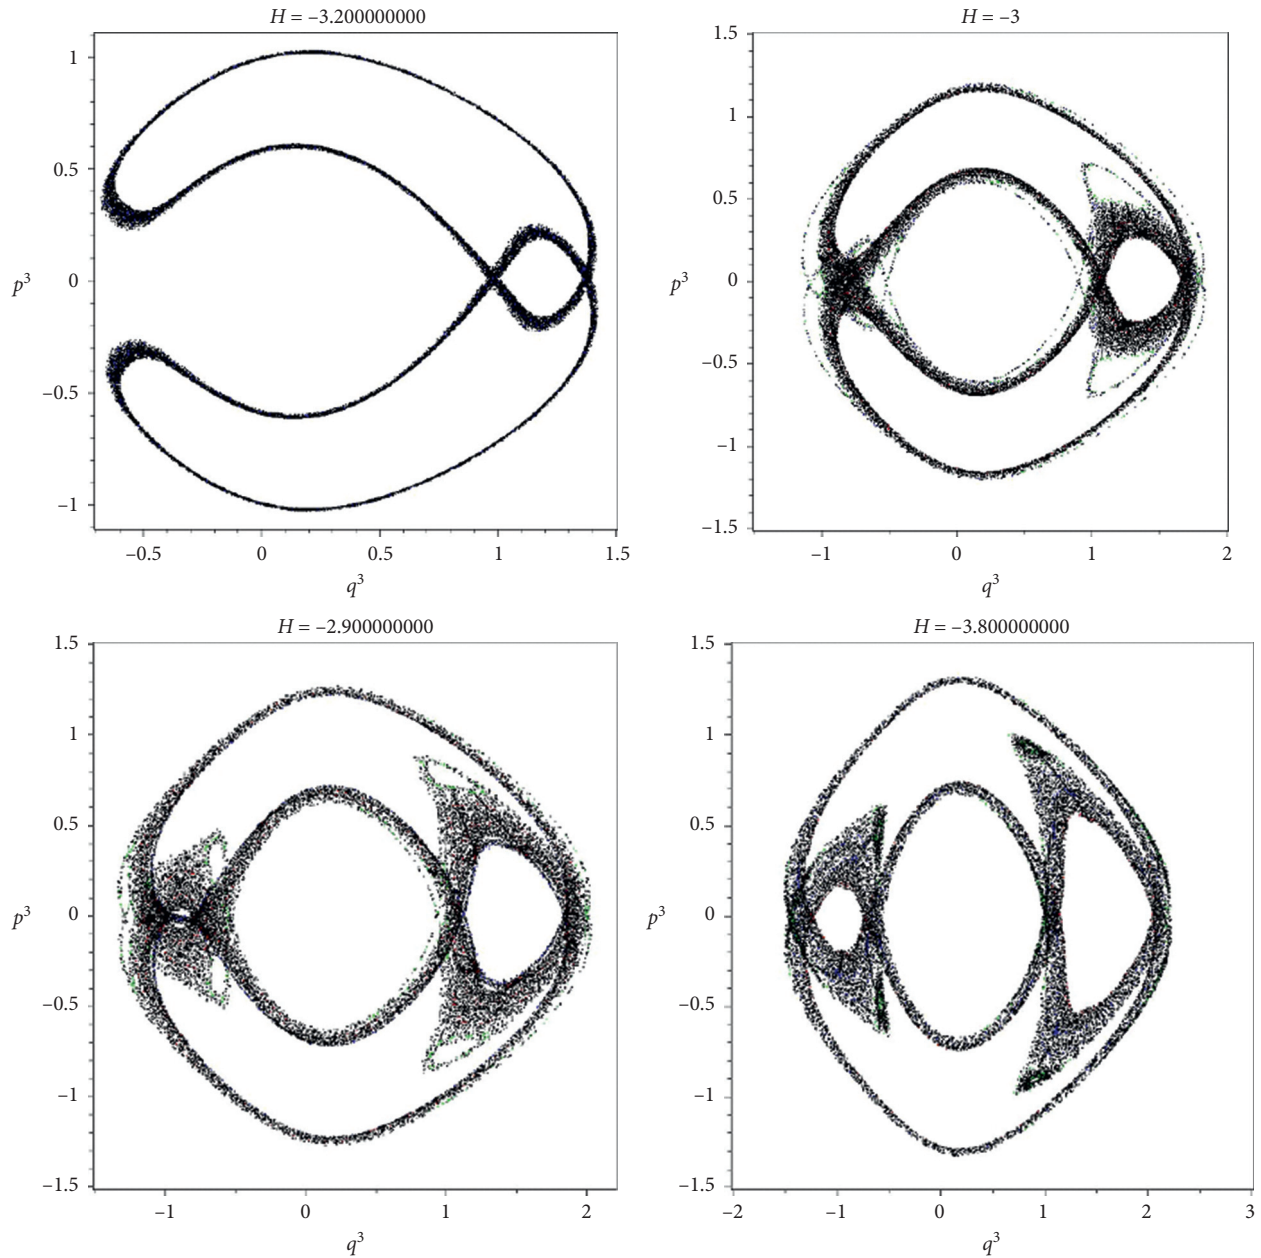 H = –3.200000000
1
0.5
0
–0.5
–1
p³
–0.5 0 0.5 1 1.5
q³
H = –3
1.5
1
0.5
0
–0.5
–1
–1.5
p³
–1 0 1 2
q³
H = –2.900000000
1.5
1
0.5
0
–0.5
–1
–1.5
p³
–1 0 1 2
q³
H = –3.800000000
1.5
1
0.5
0
–0.5
–1
–1.5
p³
–2 –1 0 1 2 3
q³